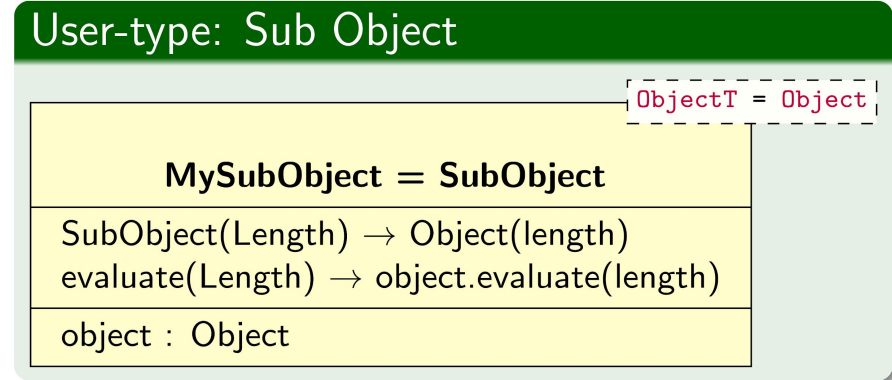 User-type: Sub Object
ObjectT = Object
MySubObject = SubObject
SubObject(Length) → Object(length)
evaluate(Length) → object.evaluate(length)
object : Object